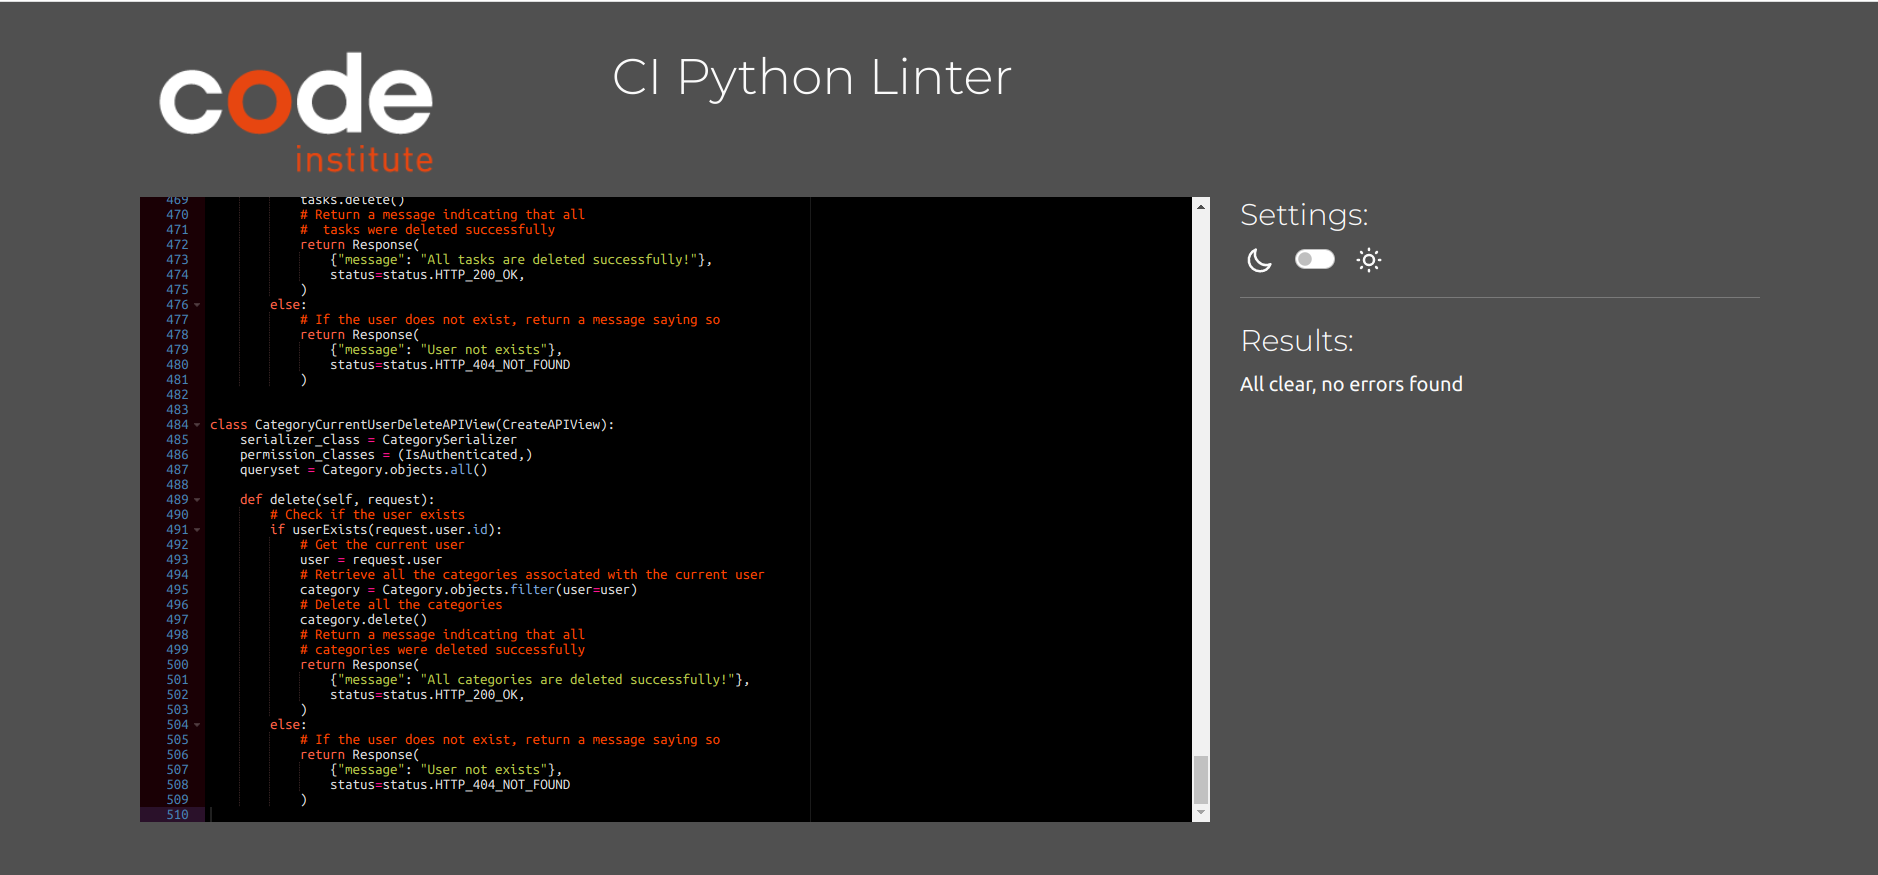 code
institute
CI Python Linter
469 tasks.delete()
470 # Return a message indicating that all
471 #  tasks were deleted successfully
472 return Response(
473 {"message": "All tasks are deleted successfully!"},
474 status=status.HTTP_200_OK,
475 )
476 else:
477 # If the user does not exist, return a message saying so
478 return Response(
479 {"message": "User not exists"},
480 status=status.HTTP_404_NOT_FOUND
481 )
482
483
484 class CategoryCurrentUserDeleteAPIView(CreateAPIView):
485 serializer_class = CategorySerializer
486 permission_classes = (IsAuthenticated,)
487 queryset = Category.objects.all()
488
489 def delete(self, request):
490 # Check if the user exists
491 if userExists(request.user.id):
492 # Get the current user
493 user = request.user
494 # Retrieve all the categories associated with the current user
495 category = Category.objects.filter(user=user)
496 # Delete all the categories
497 category.delete()
498 # Return a message indicating that all
499 # categories were deleted successfully
500 return Response(
501 {"message": "All categories are deleted successfully!"},
502 status=status.HTTP_200_OK,
503 )
504 else:
505 # If the user does not exist, return a message saying so
506 return Response(
507 {"message": "User not exists"},
508 status=status.HTTP_404_NOT_FOUND
509 )
510
Settings:
Results:
All clear, no errors found